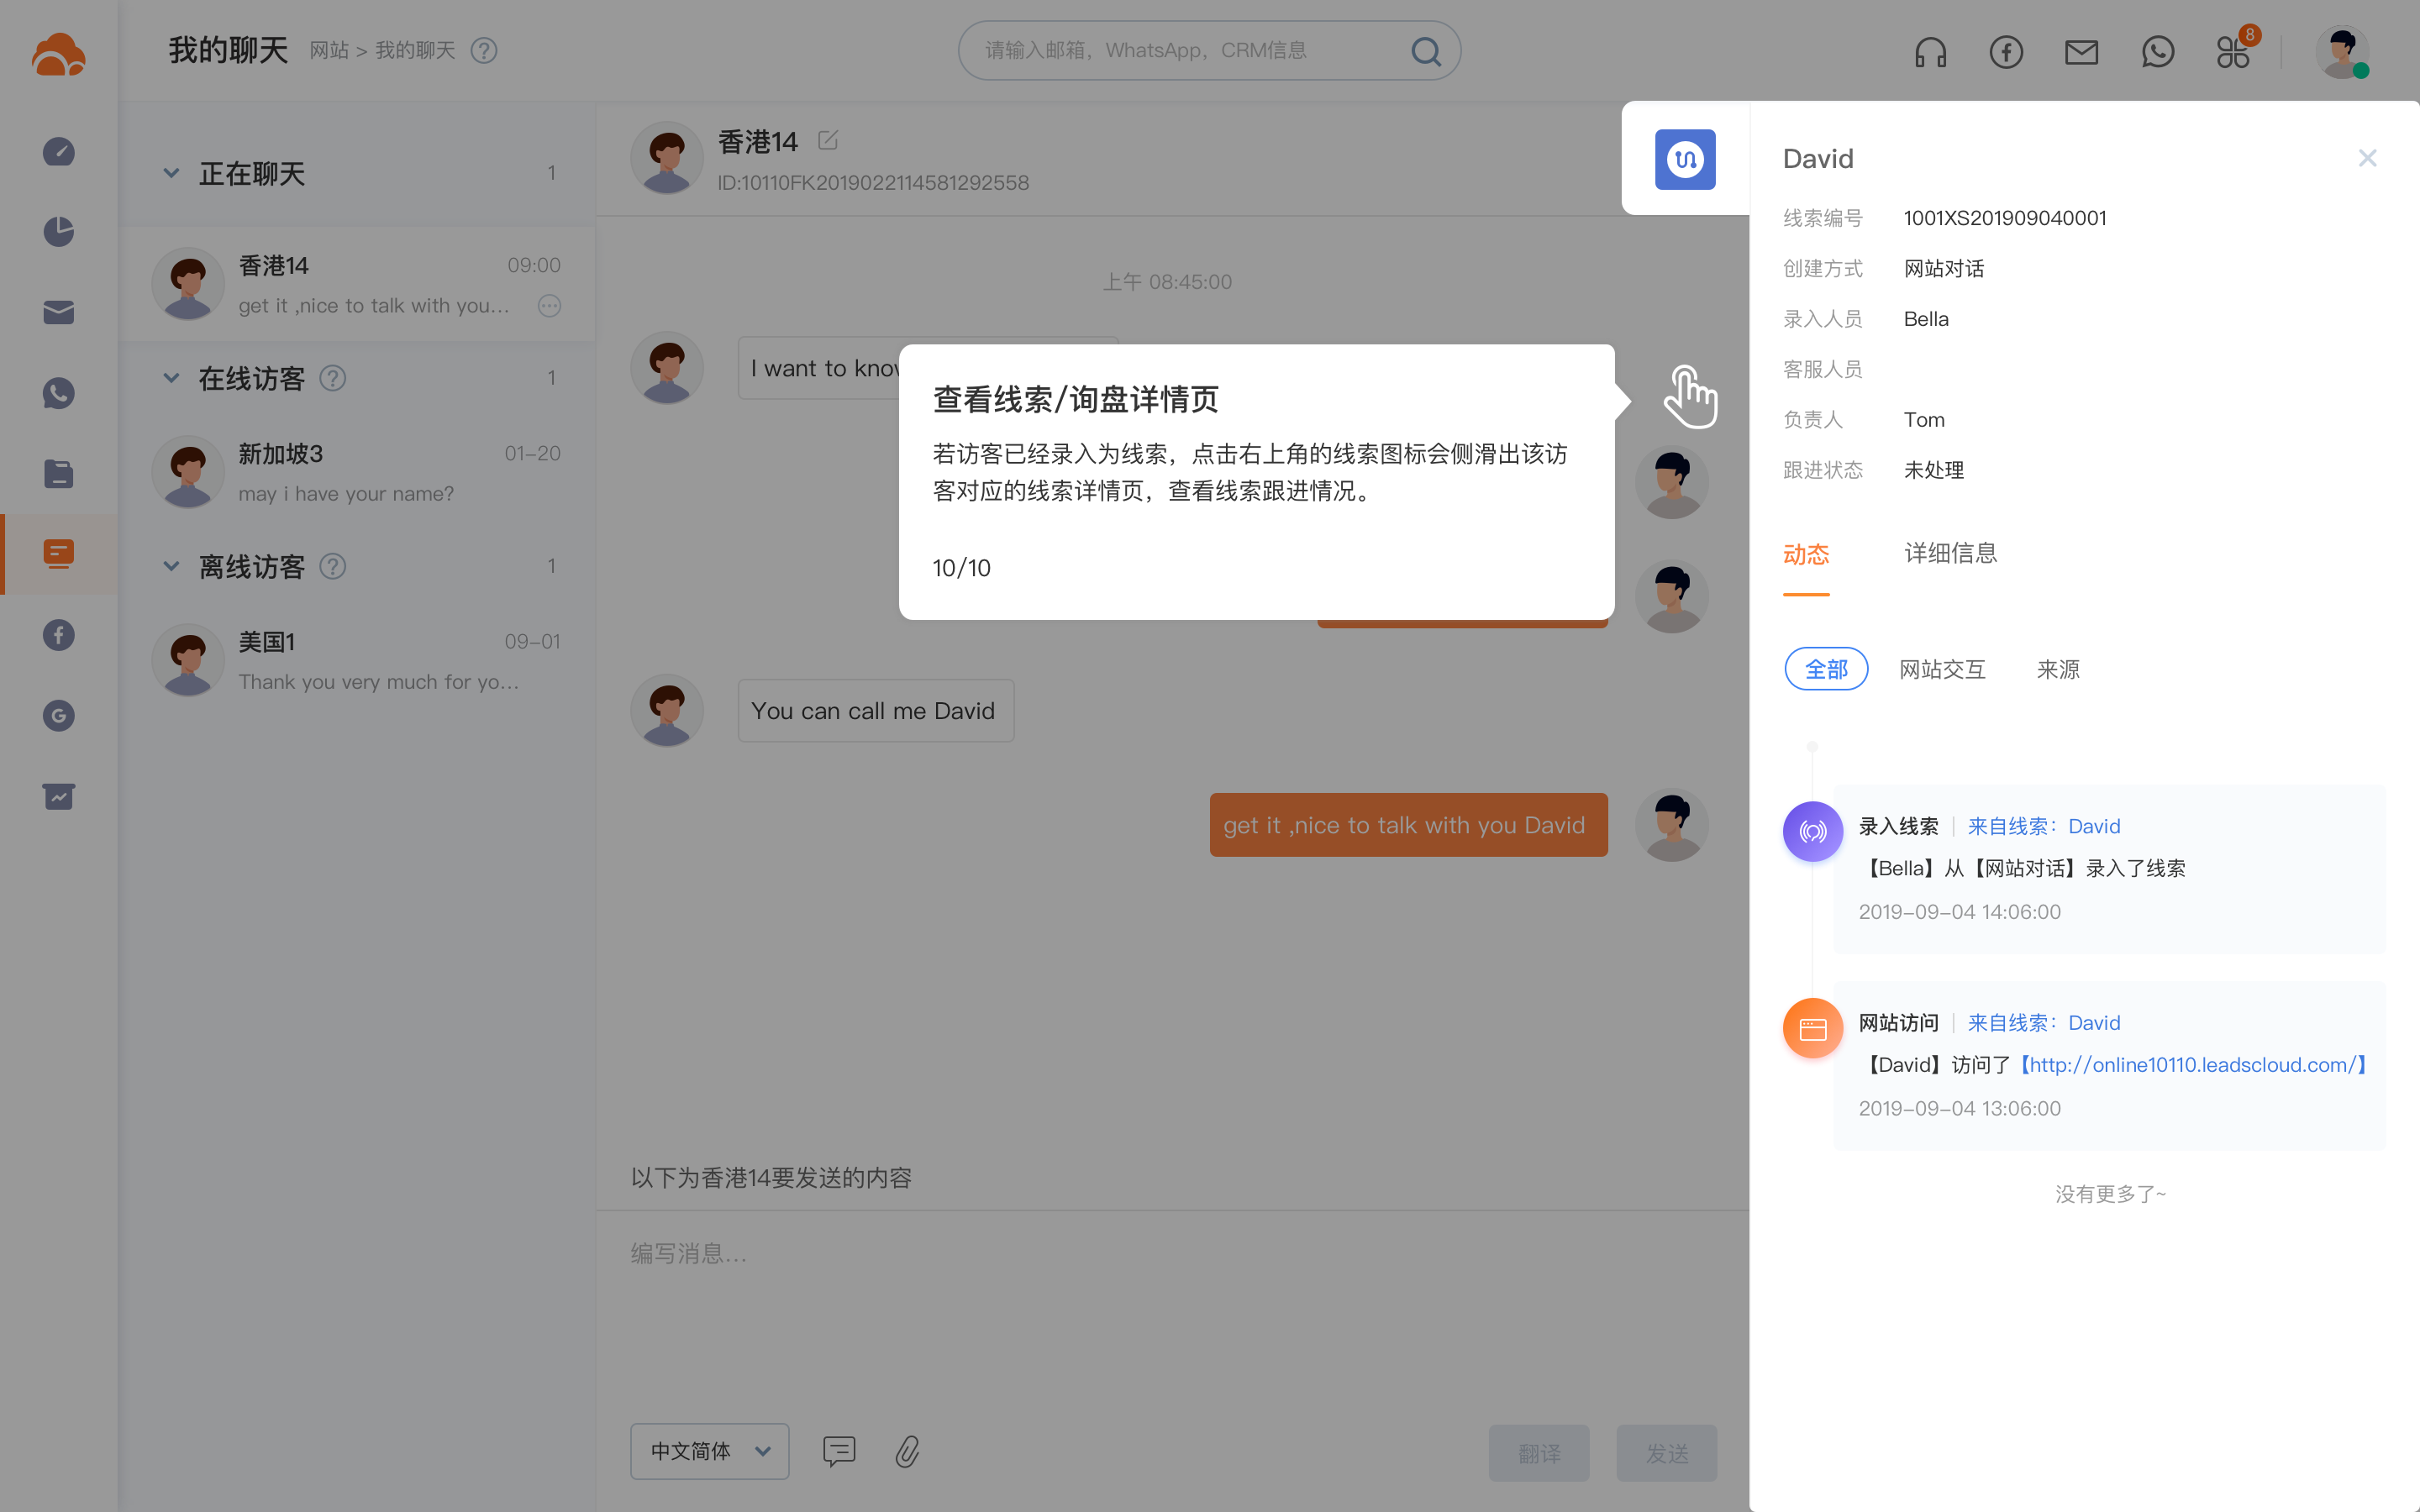 我的聊天
网站 > 我的聊天
请输入邮箱，WhatsApp，CRM信息
8
正在聊天
1
香港14
09:00
get it ,nice to talk with you...
在线访客
1
新加坡3
01-20
may i have your name?
离线访客
1
美国1
09-01
Thank you very much for yo...
香港14
ID:10110FK2019022114581292558
上午 08:45:00
I want to know
查看线索/询盘详情页
若访客已经录入为线索，点击右上角的线索图标会侧滑出该访
客对应的线索详情页，查看线索跟进情况。
10/10
You can call me David
get it ,nice to talk with you David
以下为香港14要发送的内容
编写消息...
中文简体
翻译
发送
David
线索编号 1001XS201909040001
创建方式 网站对话
录入人员 Bella
客服人员
负责人 Tom
跟进状态 未处理
动态
详细信息
全部
网站交互
来源
录入线索 | 来自线索：David
【Bella】从【网站对话】录入了线索
2019-09-04 14:06:00
网站访问 | 来自线索：David
【David】访问了【http://online10110.leadscloud.com/】
2019-09-04 13:06:00
没有更多了~